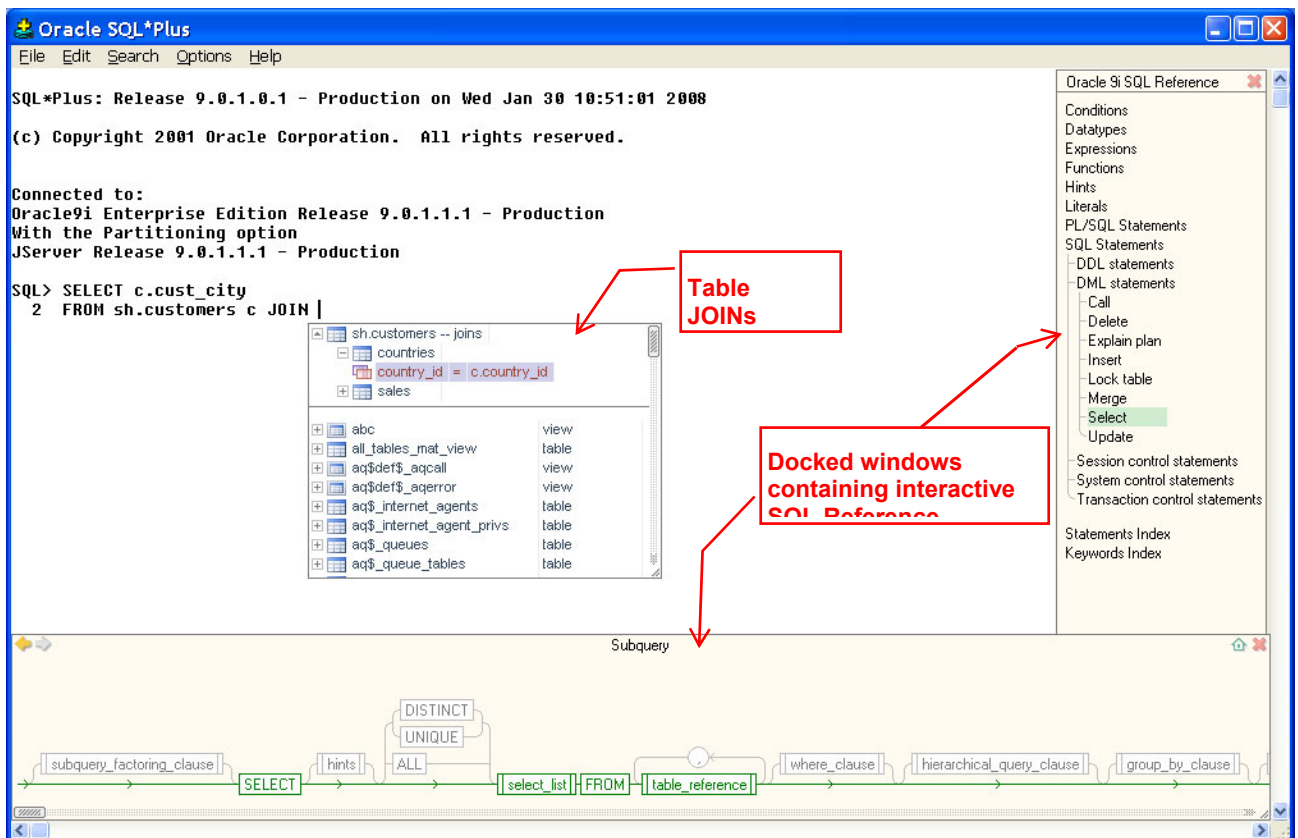 Oracle SQL*Plus
File Edit Search Options Help
SQL*Plus: Release 9.0.1.0.1 - Production on Wed Jan 30 10:51:01 2008
(c) Copyright 2001 Oracle Corporation. All rights reserved.
Connected to:
Oracle9i Enterprise Edition Release 9.0.1.1.1 - Production
With the Partitioning option
JServer Release 9.0.1.1.1 - Production
SQL> SELECT c.cust_city
2 FROM sh.customers c JOIN
sh.customers -- joins
countries
country_id = c.country_id
sales
abc view
all_tables_mat_view table
aq$def$_aqcall view
aq$def$_aqerror view
aq$_internet_agents table
aq$_internet_agent_privs table
aq$_queues table
aq$_queue_tables table
Table
JOINs
Docked windows
containing interactive
SQL Reference
Oracle 9i SQL Reference
Conditions
Datatypes
Expressions
Functions
Hints
Literals
PL/SQL Statements
SQL Statements
DDL statements
DML statements
Call
Delete
Explain plan
Insert
Lock table
Merge
Select
Update
Session control statements
System control statements
Transaction control statements
Statements Index
Keywords Index
Subquery
DISTINCT
UNIQUE
subquery_factoring_clause hints ALL , where_clause hierarchical_query_clause group_by_clause
SELECT select_list FROM table_reference